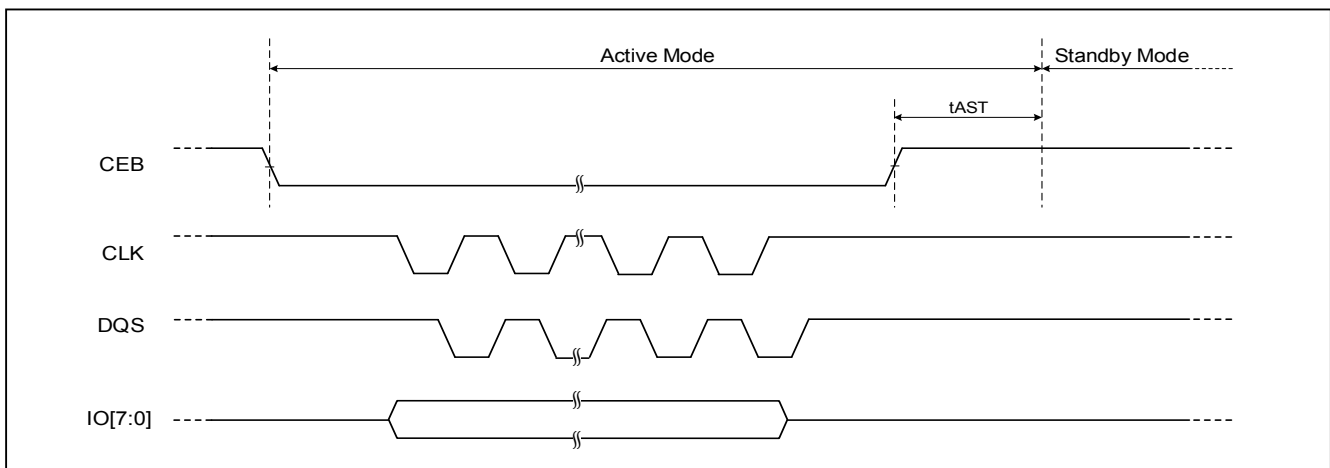 Active Mode
Standby Mode
tAST
CEB
CLK
DQS
IO[7:0]